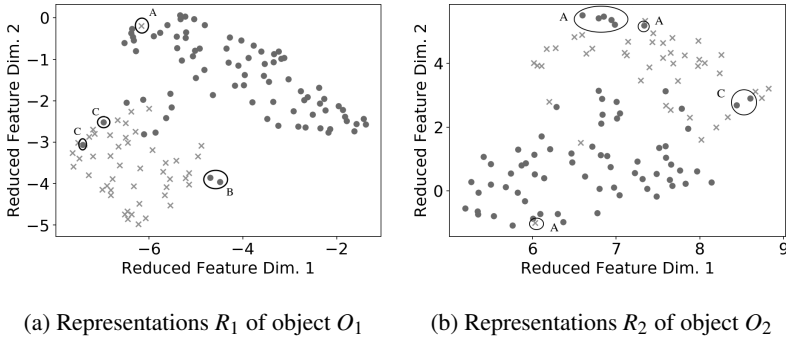 A
C
C
B
0
−1
−2
−3
−4
−5
−6
−4
−2
Reduced Feature Dim. 2
Reduced Feature Dim. 1
A
A
C
A
4
2
0
6
7
8
9
Reduced Feature Dim. 2
Reduced Feature Dim. 1
(a) Representations R1 of object O1
(b) Representations R2 of object O2